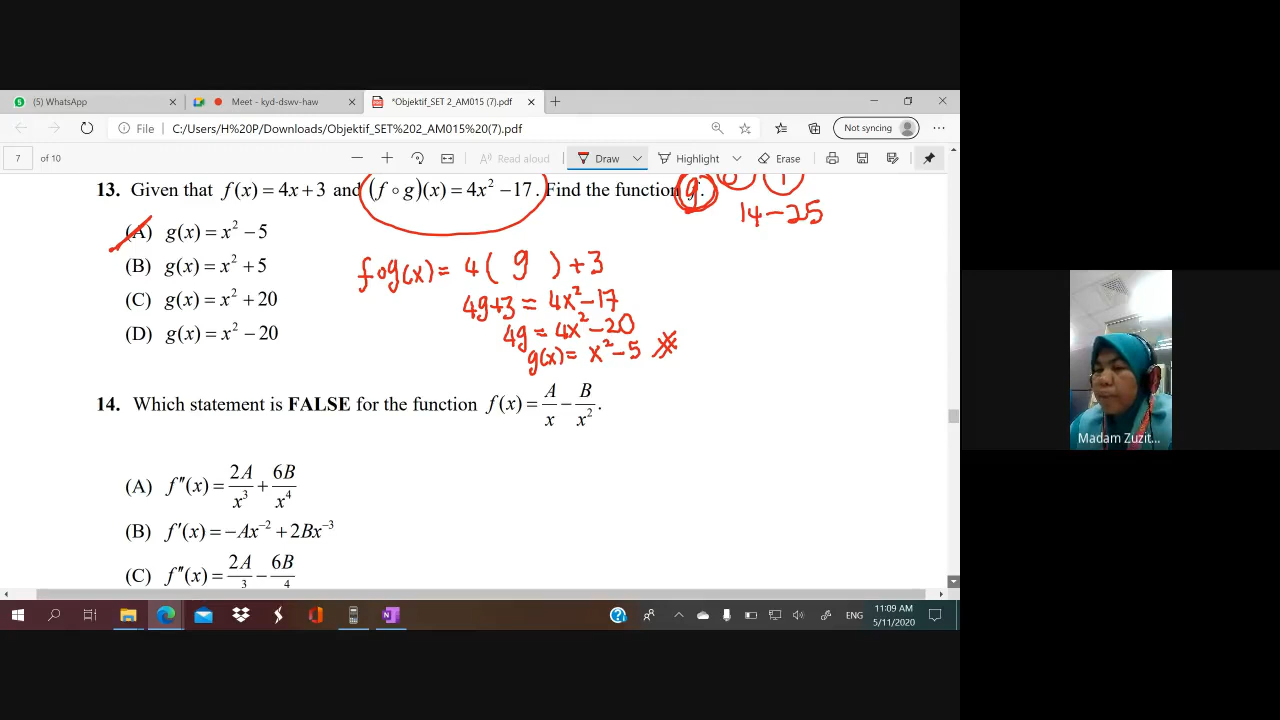 (5) WhatsApp
Meet - kyd-dswv-haw
*Objektif_SET 2_AM015 (7).pdf
File
C:/Users/H%20P/Downloads/Objektif_SET%202_AM015%20(7).pdf
Not syncing
7 of 10
Read aloud
Draw
Highlight
Erase
13. Given that f(x) = 4x + 3 and (f ∘ g)(x) = 4x² − 17. Find the function g.
14 − 25
(A) g(x) = x² − 5
(B) g(x) = x² + 5
(C) g(x) = x² + 20
(D) g(x) = x² − 20
fog(x) = 4( g ) + 3
4g+3 = 4x² − 17
4g = 4x² − 20
g(x) = x² − 5
14. Which statement is FALSE for the function f(x) = A/x − B/x².
(A) f″(x) = 2A/x³ + 6B/x⁴
(B) f′(x) = −Ax⁻² + 2Bx⁻³
(C) f″(x) = 2A/3 − 6B/4
Madam Zuzit...
ENG
11:09 AM
5/11/2020